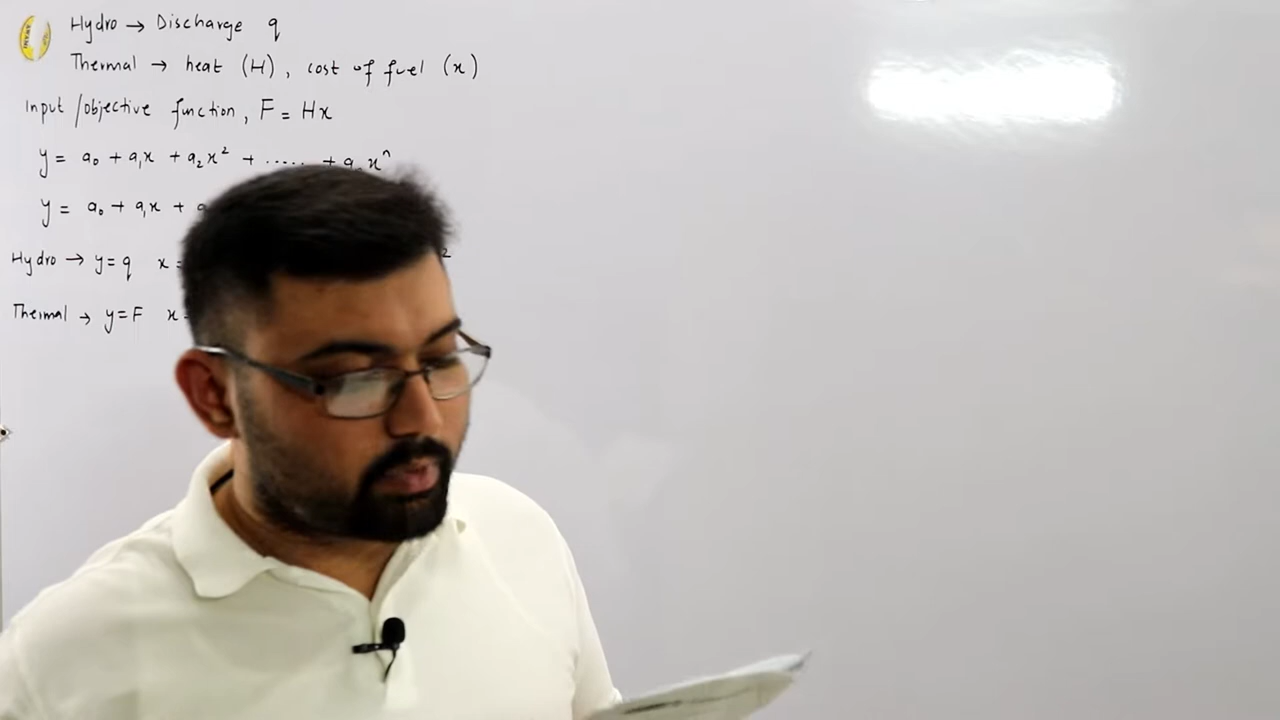 Hydro → Discharge q
Thermal → heat (H), cost of fuel (x)
Input/objective function, F = Hx
y = a₀ + a₁x + a₂x² + ..... + aₙxⁿ
y = a₀ + a₁x + a
Hydro → y = q x = ²
Thermal → y = F x =